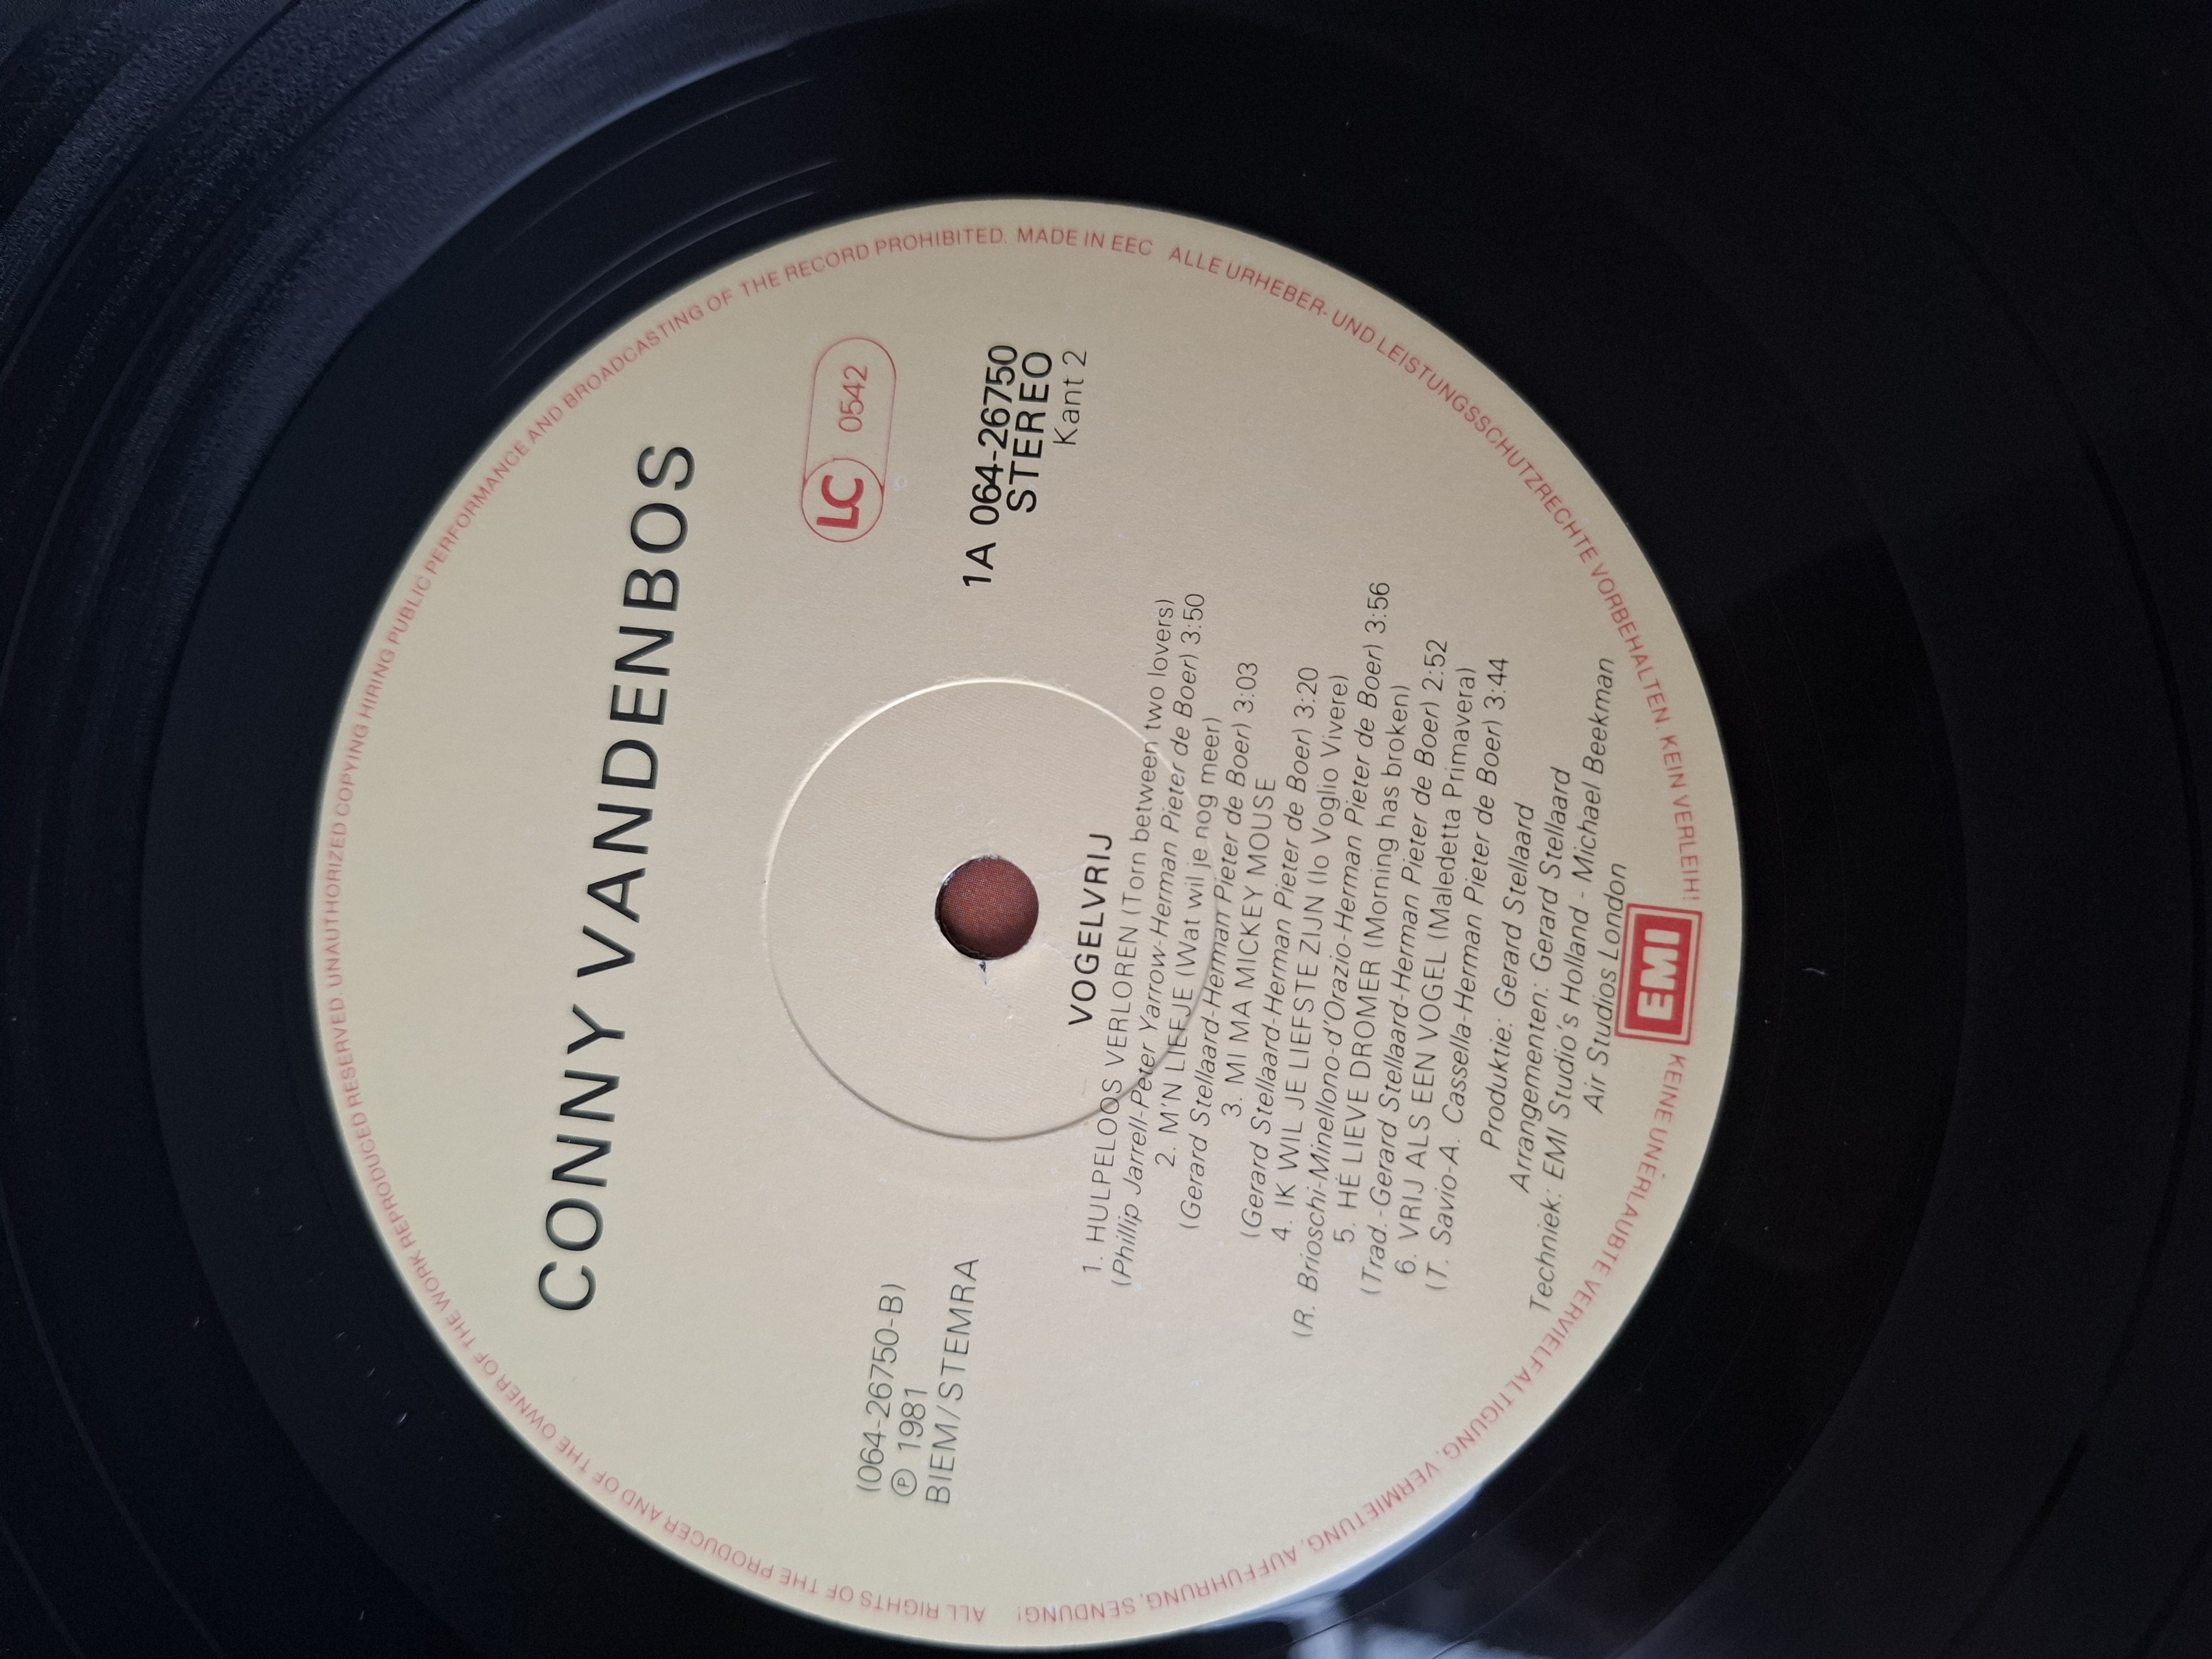 CONNY VANDENBOS
LC 0542
(064-26750-B)
Ⓟ 1981
BIEM/STEMRA
1A 064-26750
STEREO
Kant 2
VOGELVRIJ
1. HULPELOOS VERLOREN (Torn between two lovers)
(Phillip Jarrell-Peter Yarrow-Herman Pieter de Boer) 3:50
2. M'N LIEFJE (Wat wil je nog meer)
(Gerard Stellaard-Herman Pieter de Boer) 3:03
3. MI MA MICKEY MOUSE
(Gerard Stellaard-Herman Pieter de Boer) 3:20
4. IK WIL JE LIEFSTE ZIJN (Io Voglio Vivere)
(R. Brioschi-Minellono-d'Orazio-Herman Pieter de Boer) 3:56
5. HÉ LIEVE DROMER (Morning has broken)
(Trad.-Gerard Stellaard-Herman Pieter de Boer) 2:52
6. VRIJ ALS EEN VOGEL (Maledetta Primavera)
(T. Savio-A. Cassella-Herman Pieter de Boer) 3:44
Produktie: Gerard Stellaard
Arrangementen: Gerard Stellaard
Techniek: EMI Studio's Holland - Michael Beekman
Air Studios London
EMI
ALL RIGHTS OF THE PRODUCER AND OF THE OWNER OF THE WORK REPRODUCED RESERVED. UNAUTHORIZED COPYING HIRING PUBLIC PERFORMANCE AND BROADCASTING OF THE RECORD PROHIBITED. MADE IN EEC
ALLE URHEBER- UND LEISTUNGSSCHUTZRECHTE VORBEHALTEN. KEIN VERLEIH! KEINE UNERLAUBTE VERVIELFALTIGUNG, VERMIETUNG, AUFFUHRUNG, SENDUNG!